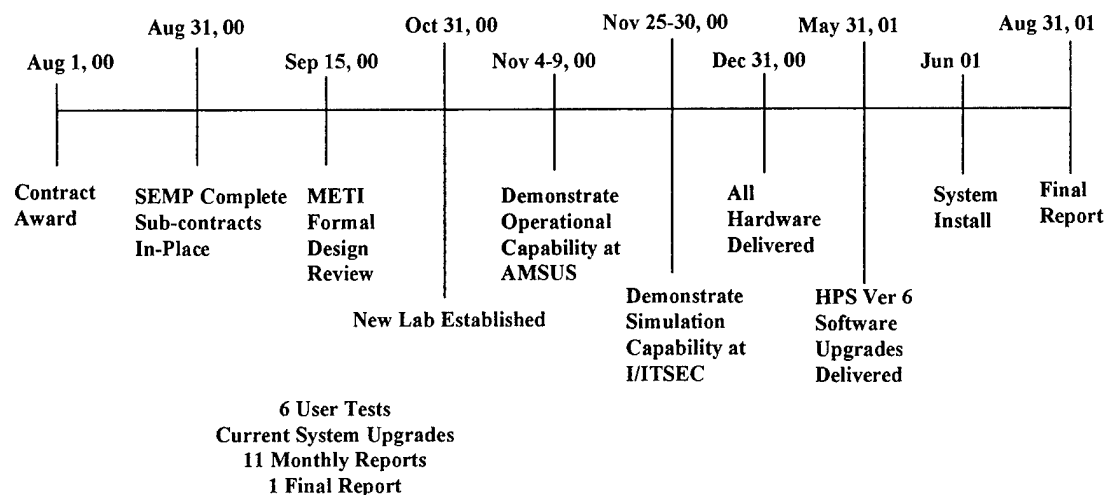 Aug 31, 00
Oct 31, 00
Nov 25-30, 00
May 31, 01
Aug 31, 01
Aug 1, 00
Sep 15, 00
Nov 4-9, 00
Dec 31, 00
Jun 01
Contract
Award
SEMP Complete
Sub-contracts
In-Place
METI
Formal
Design
Review
Demonstrate
Operational
Capability at
AMSUS
All
Hardware
Delivered
System
Install
Final
Report
New Lab Established
Demonstrate
Simulation
Capability at
I/ITSEC
HPS Ver 6
Software
Upgrades
Delivered
6 User Tests
Current System Upgrades
11 Monthly Reports
1 Final Report